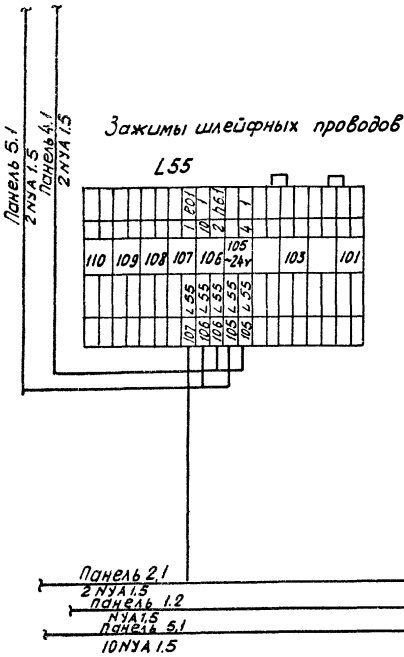 Панель 5.1
2 NYA 1.5
Панель 4.1
2 NYA 1.5
Зажимы шлейфных проводов
L55
1 10 2 4
1 1
110 109 108 107 106 105 103 101
~24v
107 L55
106 L55
106 L55
105 L55
105 L55
Панель 2.1
2 NYA 1.5
панель 1.2
NYA 1.5
панель 5.1
10 NYA 1.5